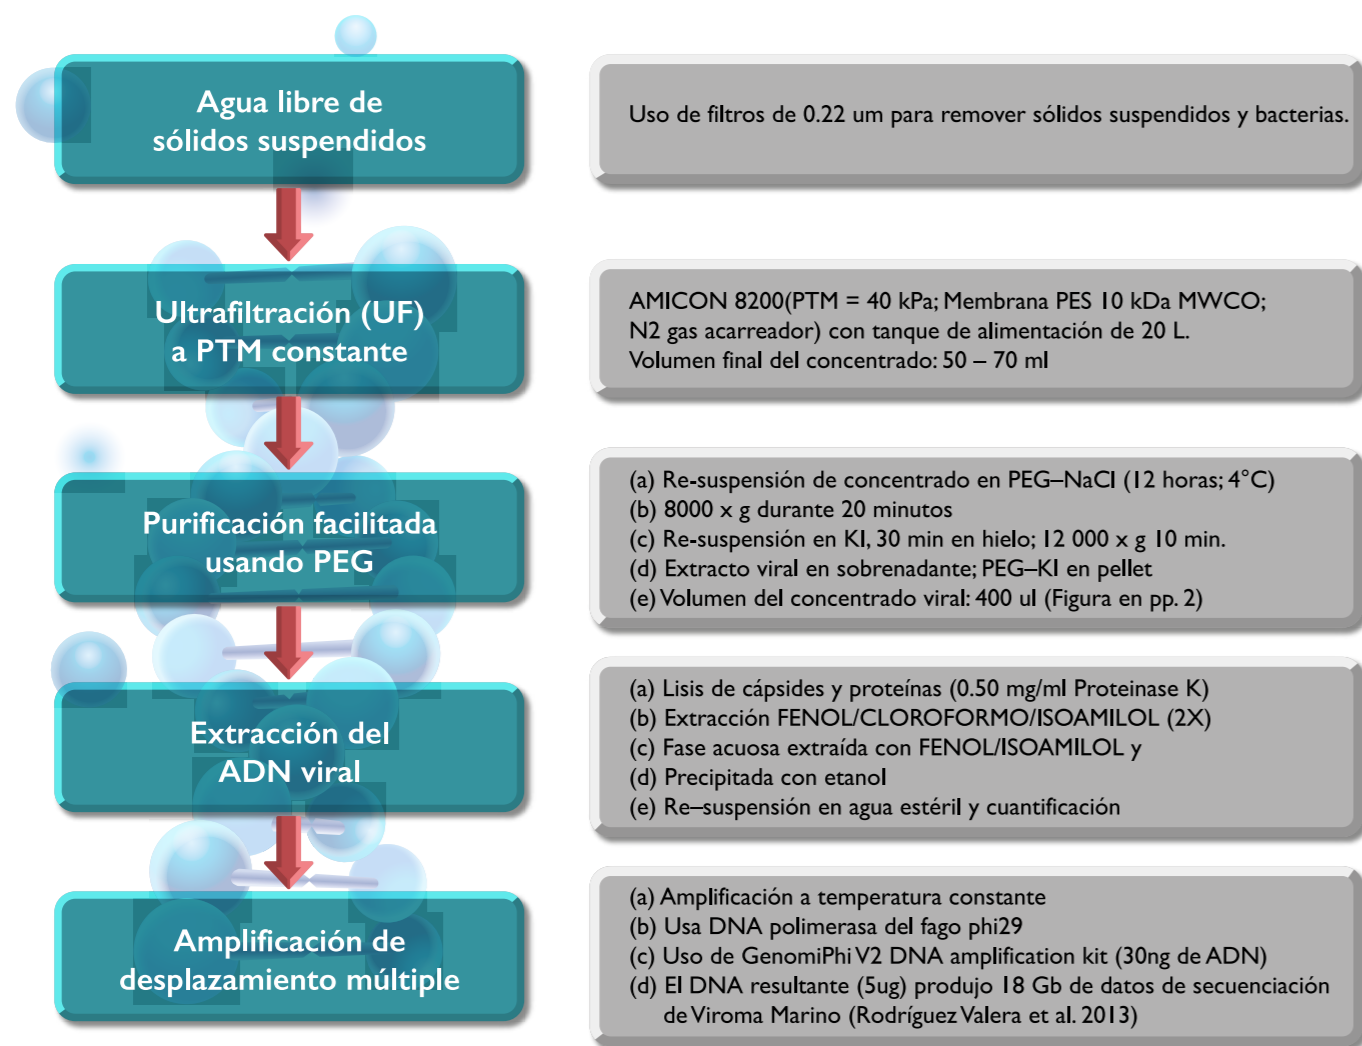 Agua libre de
sólidos suspendidos
Uso de filtros de 0.22 um para remover sólidos suspendidos y bacterias.
Ultrafiltración (UF)
a PTM constante
AMICON 8200(PTM = 40 kPa; Membrana PES 10 kDa MWCO;
N2 gas acarreador) con tanque de alimentación de 20 L.
Volumen final del concentrado: 50 – 70 ml
Purificación facilitada
usando PEG
(a) Re-suspensión de concentrado en PEG–NaCl (12 horas; 4°C)
(b) 8000 x g durante 20 minutos
(c) Re-suspensión en KI, 30 min en hielo; 12 000 x g 10 min.
(d) Extracto viral en sobrenadante; PEG–KI en pellet
(e) Volumen del concentrado viral: 400 ul (Figura en pp. 2)
Extracción del
ADN viral
(a) Lisis de cápsides y proteínas (0.50 mg/ml Proteinase K)
(b) Extracción FENOL/CLOROFORMO/ISOAMILOL (2X)
(c) Fase acuosa extraída con FENOL/ISOAMILOL y
(d) Precipitada con etanol
(e) Re–suspensión en agua estéril y cuantificación
Amplificación de
desplazamiento múltiple
(a) Amplificación a temperatura constante
(b) Usa DNA polimerasa del fago phi29
(c) Uso de GenomiPhi V2 DNA amplification kit (30ng de ADN)
(d) El DNA resultante (5ug) produjo 18 Gb de datos de secuenciación
de Viroma Marino (Rodríguez Valera et al. 2013)